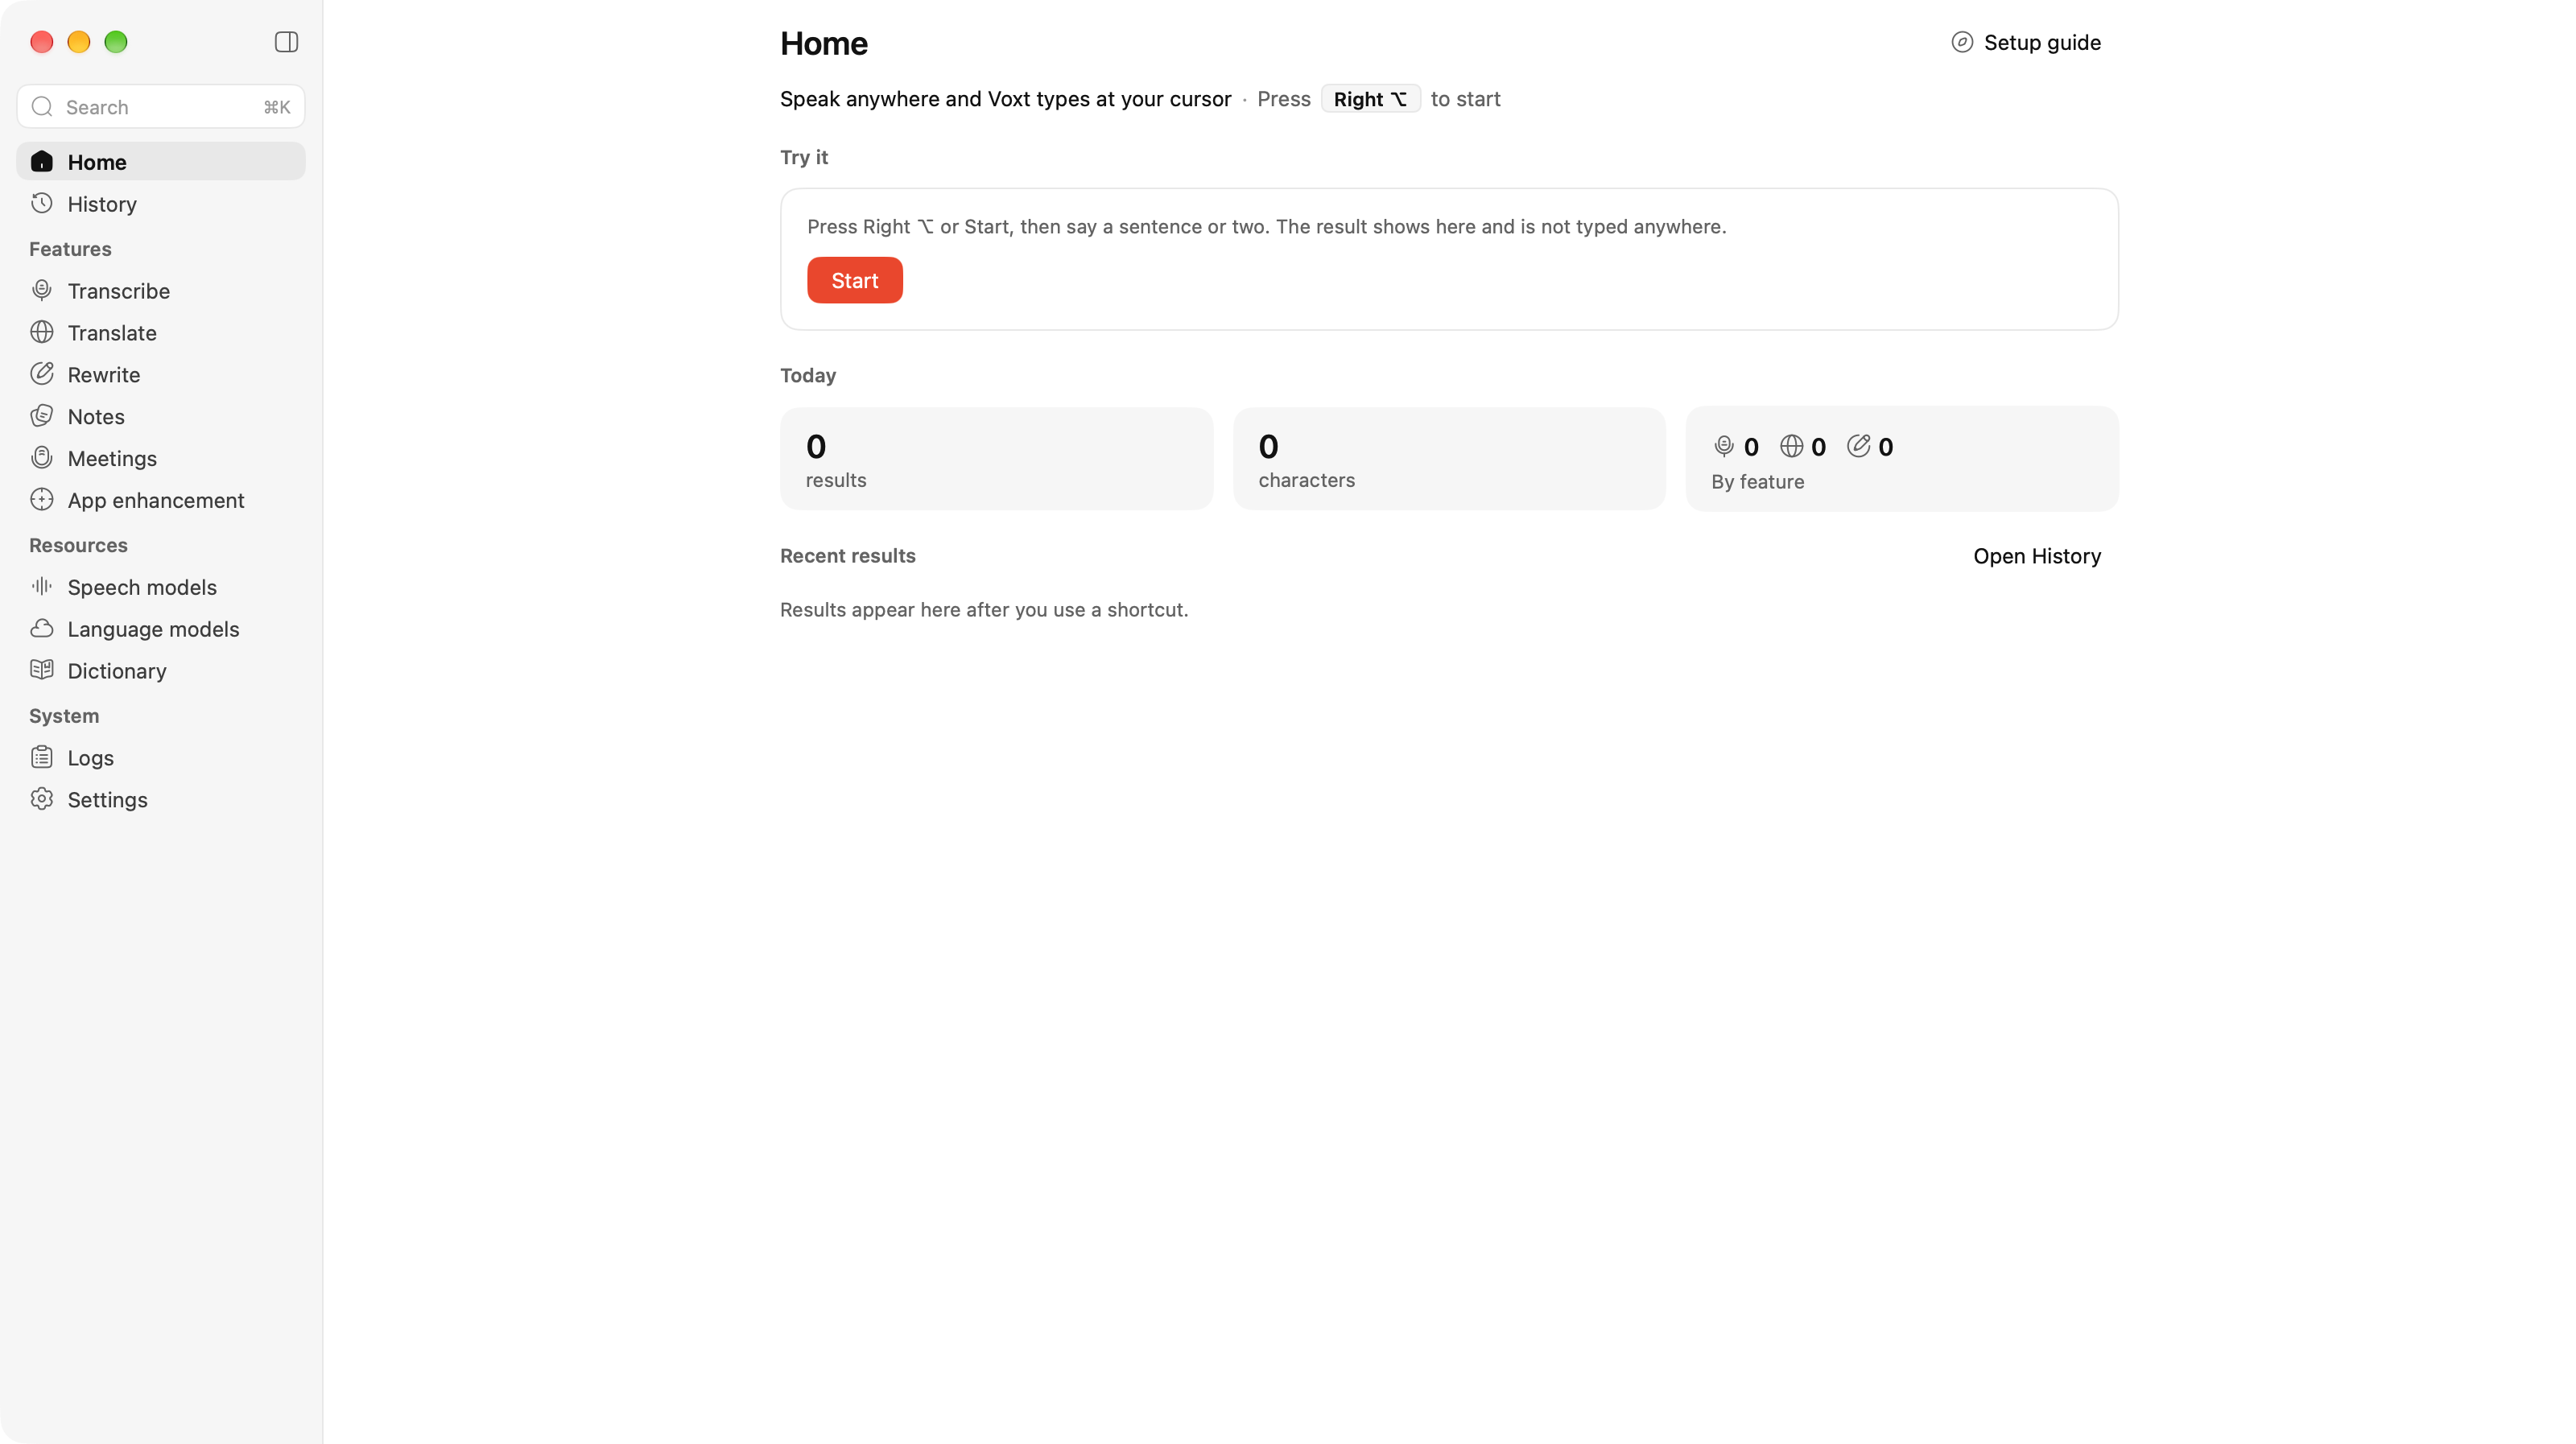 Search ⌘K
Home
History
Features
Transcribe
Translate
Rewrite
Notes
Meetings
App enhancement
Resources
Speech models
Language models
Dictionary
System
Logs
Settings
Home
Setup guide
Speak anywhere and Voxt types at your cursor · Press Right ⌥ to start
Try it
Press Right ⌥ or Start, then say a sentence or two. The result shows here and is not typed anywhere.
Start
Today
0
results
0
characters
0 0 0
By feature
Recent results
Open History
Results appear here after you use a shortcut.